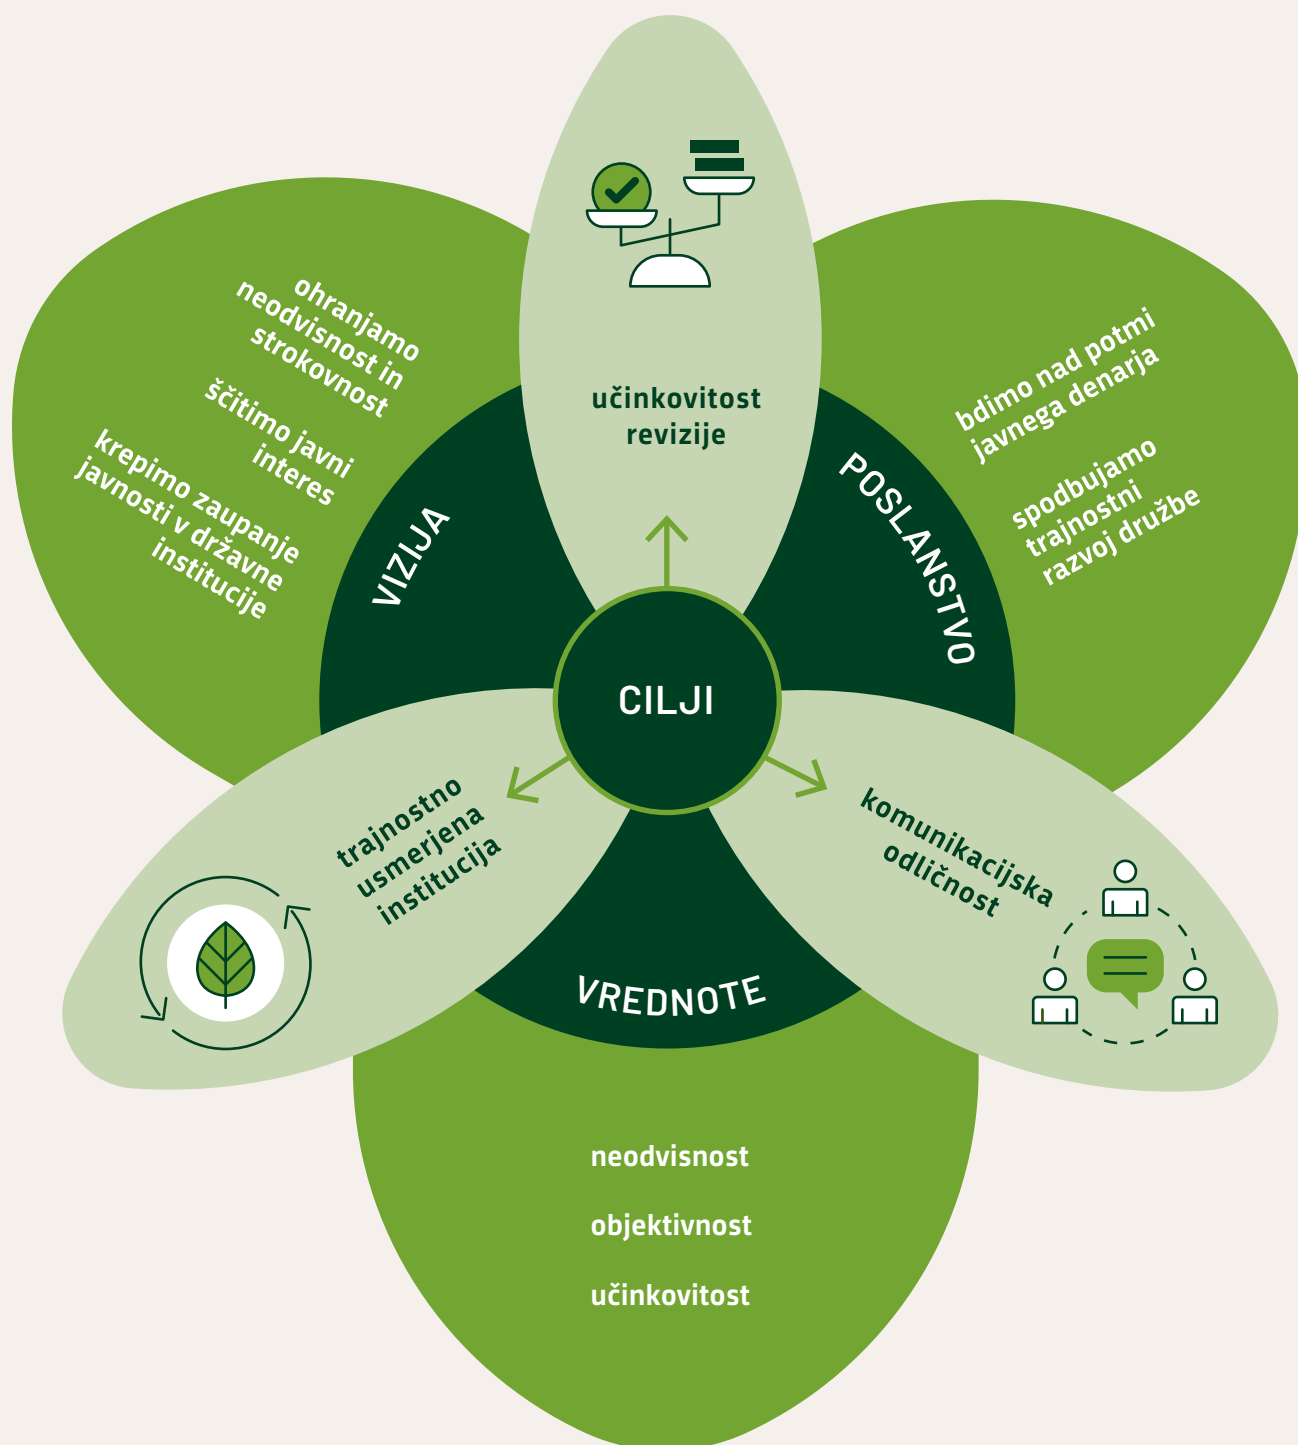 učinkovitost
revizije
ohranjamo
neodvisnost in
strokovnost
ščitimo javni
interes
krepimo zaupanje
javnosti v državne
institucije
VIZIJA
POSLANSTVO
bdimo nad potmi
javnega denarja
spodbujamo
trajnostni
razvoj družbe
CILJI
trajnostno
usmerjena
institucija
komunikacijska
odličnost
VREDNOTE
neodvisnost
objektivnost
učinkovitost